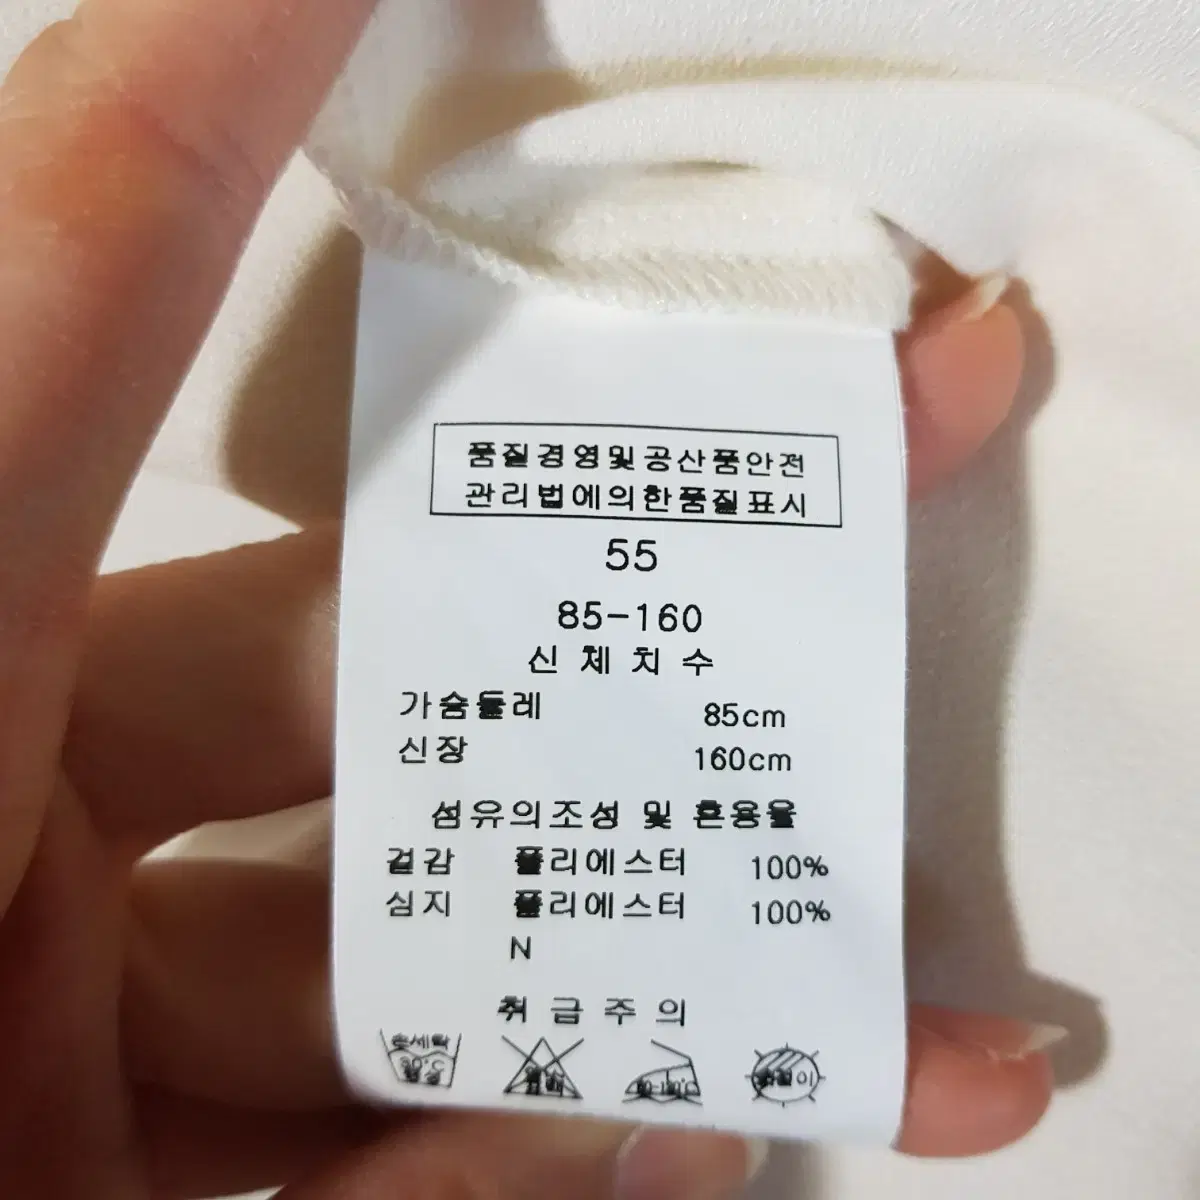 품질경영및공산품안전
관리법에의한품질표시
55
85-160
신체치수
가슴둘레 85cm
신장 160cm
섬유의조성 및 혼용율
겉감 폴리에스터 100%
심지 폴리에스터 100%
N
취급주의
손세탁